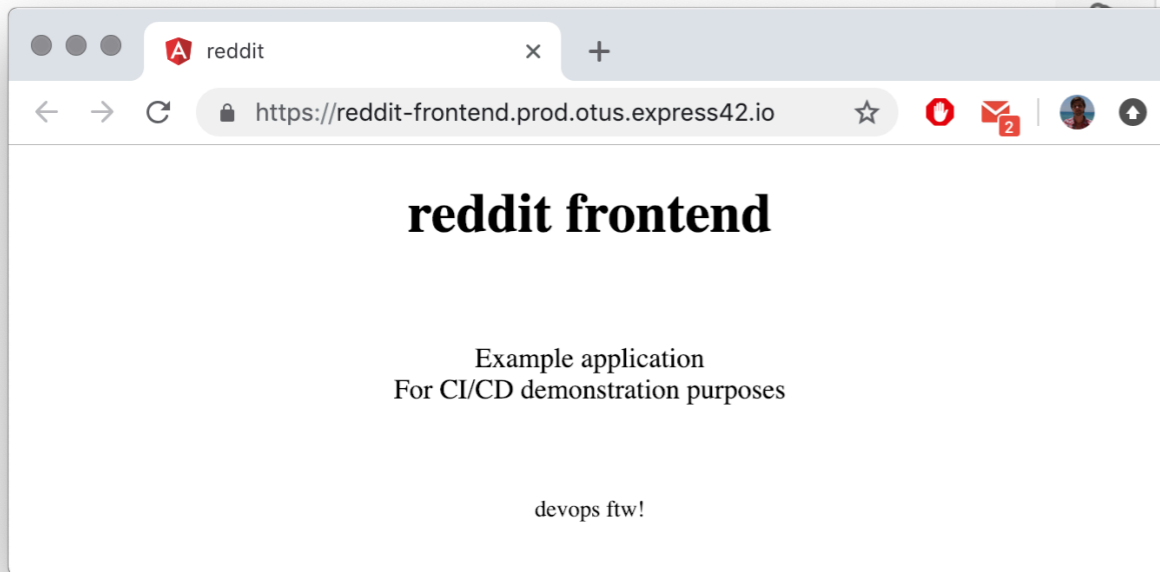 reddit
https://reddit-frontend.prod.otus.express42.io
2
reddit frontend
Example application
For CI/CD demonstration purposes
devops ftw!